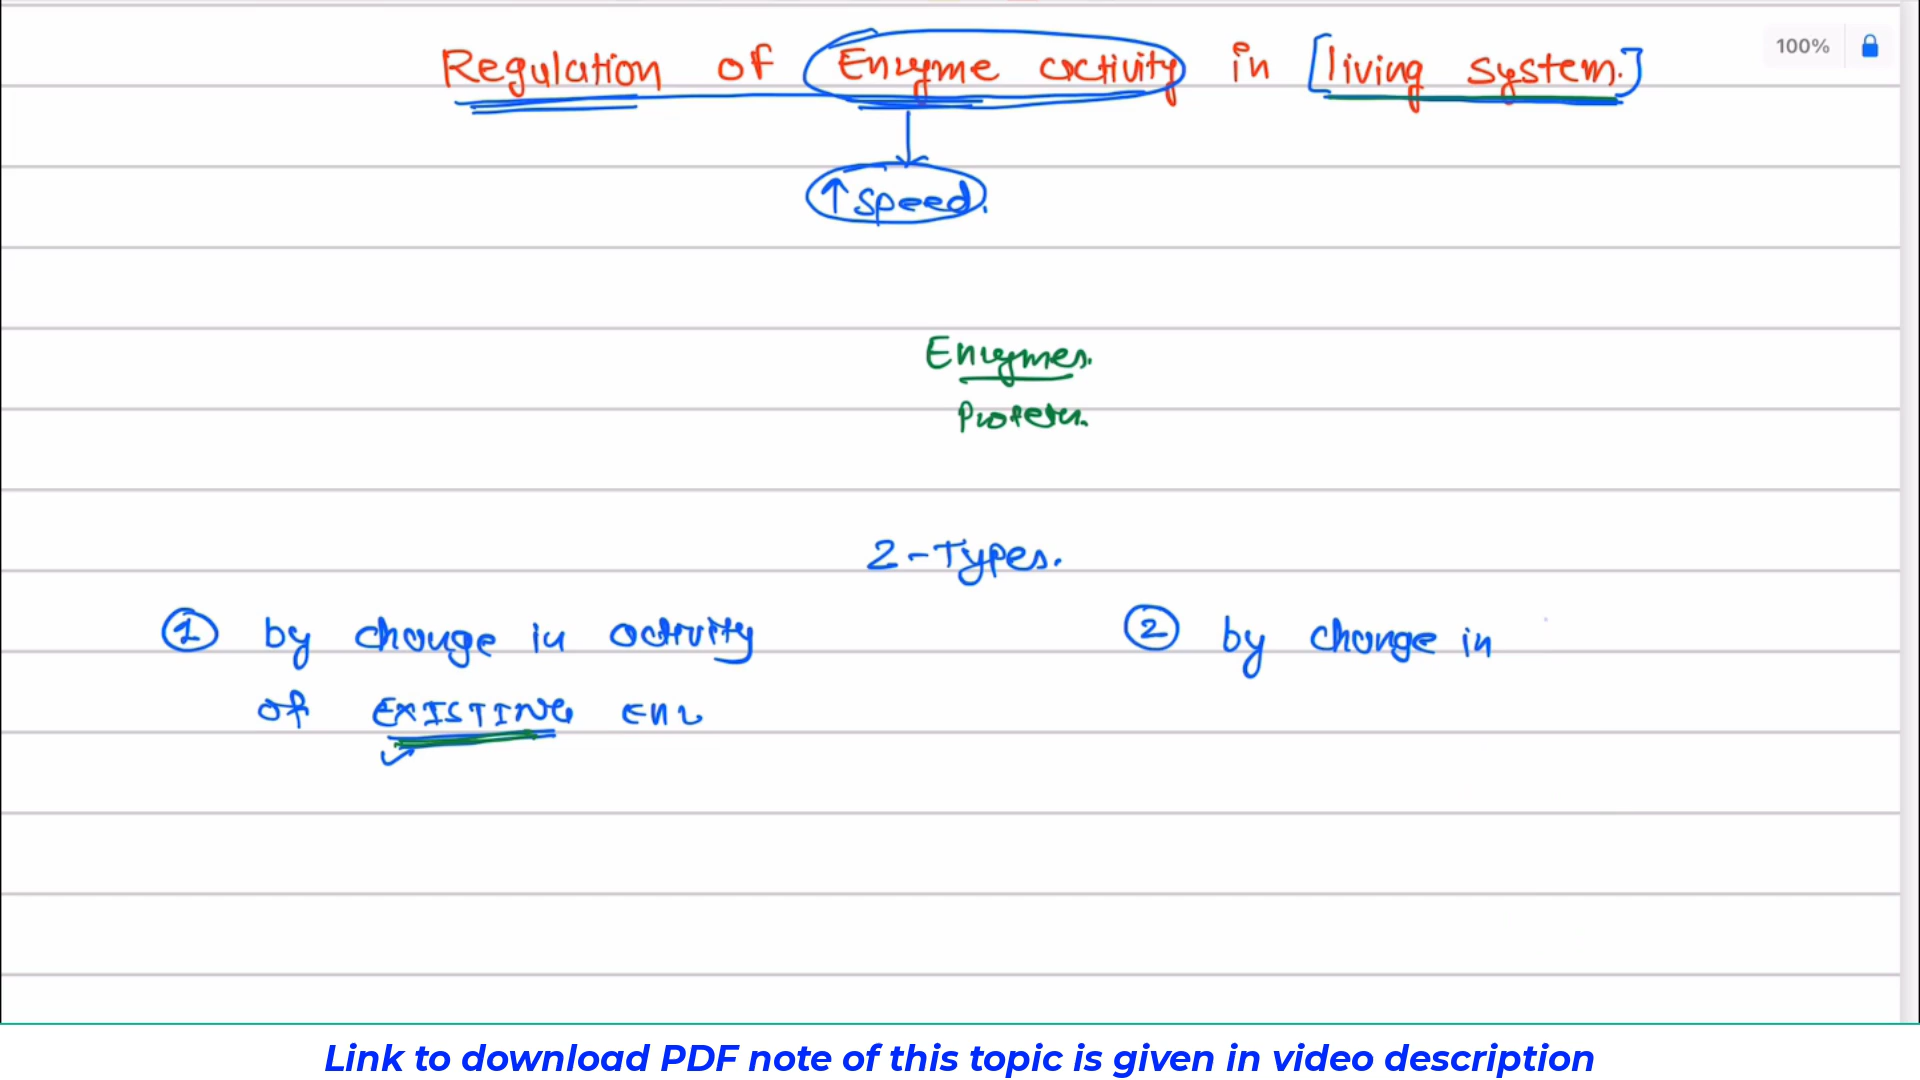 Regulation of Enzyme activity in [living system.]
100%
↑ speed.
Enzymes.
Protein.
2-Types.
① by change in activity
of EXISTING Enz
② by change in
Link to download PDF note of this topic is given in video description